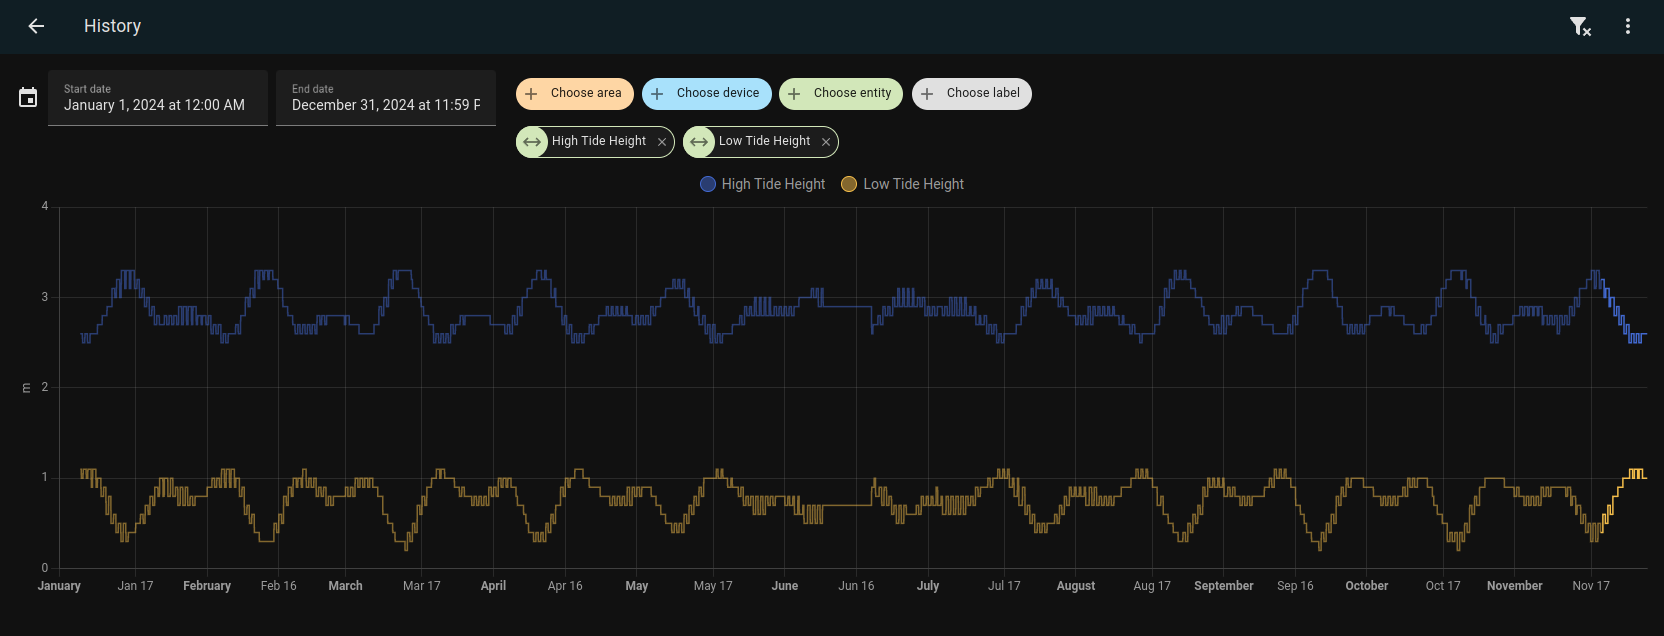 History
Start date
January 1, 2024 at 12:00 AM
End date
December 31, 2024 at 11:59 P
Choose area
Choose device
Choose entity
Choose label
High Tide Height
Low Tide Height
High Tide Height
Low Tide Height
4
3
m
2
1
0
January
Jan 17
February
Feb 16
March
Mar 17
April
Apr 16
May
May 17
June
Jun 16
July
Jul 17
August
Aug 17
September
Sep 16
October
Oct 17
November
Nov 17